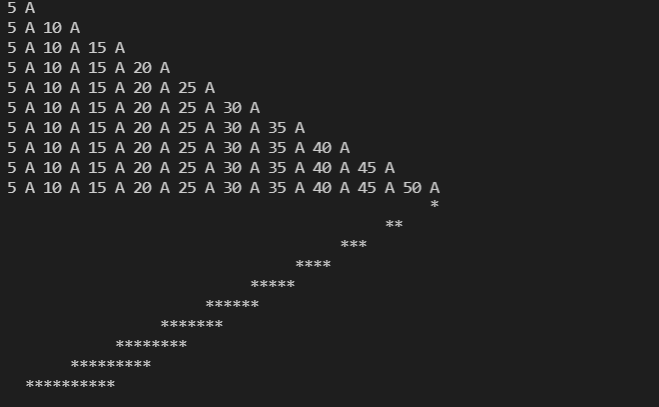 5 A
5 A 10 A
5 A 10 A 15 A
5 A 10 A 15 A 20 A
5 A 10 A 15 A 20 A 25 A
5 A 10 A 15 A 20 A 25 A 30 A
5 A 10 A 15 A 20 A 25 A 30 A 35 A
5 A 10 A 15 A 20 A 25 A 30 A 35 A 40 A
5 A 10 A 15 A 20 A 25 A 30 A 35 A 40 A 45 A
5 A 10 A 15 A 20 A 25 A 30 A 35 A 40 A 45 A 50 A
                                               *
                                          **
                                     ***
                                ****
                           *****
                      ******
                 *******
            ********
       *********
  **********